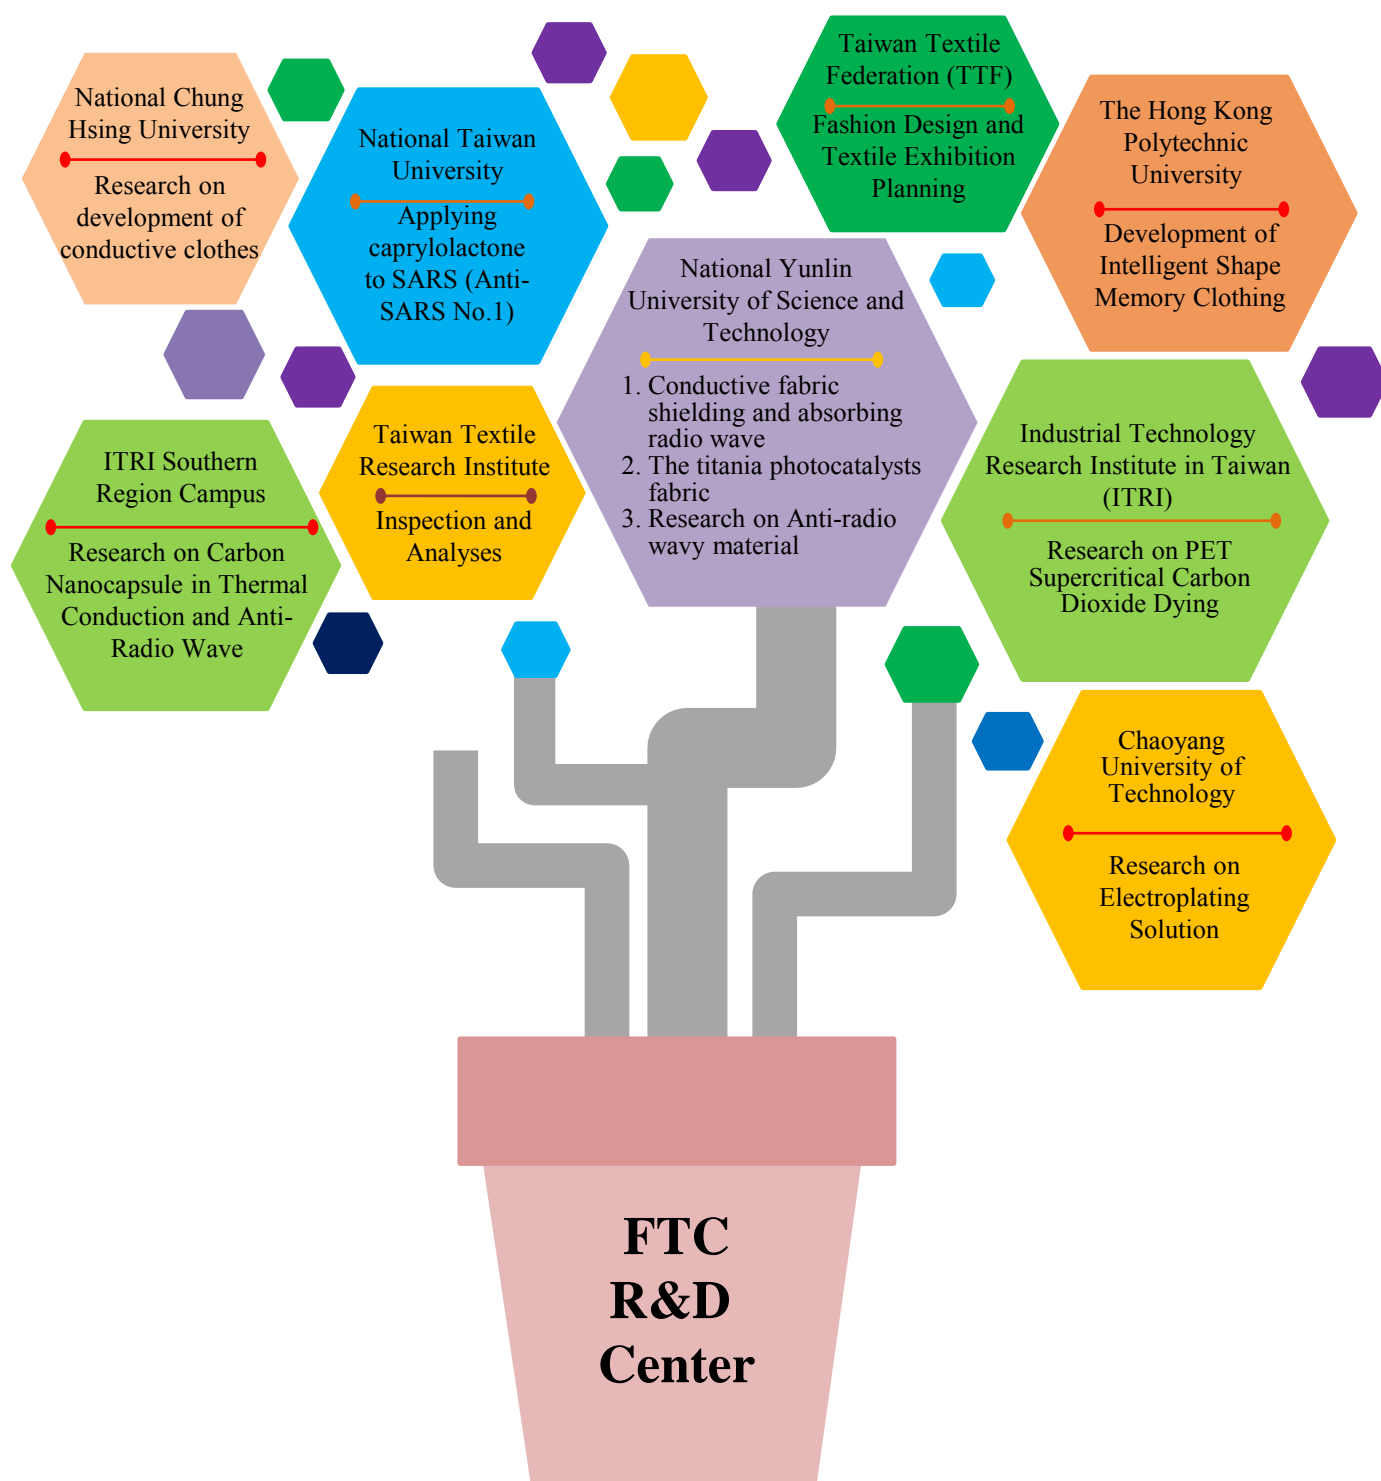 National Chung
Hsing University
Research on
development of
conductive clothes
National Taiwan
University
Applying
caprylolactone
to SARS (Anti-
SARS No.1)
Taiwan Textile
Federation (TTF)
Fashion Design and
Textile Exhibition
Planning
The Hong Kong
Polytechnic
University
Development of
Intelligent Shape
Memory Clothing
National Yunlin
University of Science and
Technology
1. Conductive fabric
shielding and absorbing
radio wave
2. The titania photocatalysts
fabric
3. Research on Anti-radio
wavy material
ITRI Southern
Region Campus
Research on Carbon
Nanocapsule in Thermal
Conduction and Anti-
Radio Wave
Taiwan Textile
Research Institute
Inspection and
Analyses
Industrial Technology
Research Institute in Taiwan
(ITRI)
Research on PET
Supercritical Carbon
Dioxide Dying
Chaoyang
University of
Technology
Research on
Electroplating
Solution
FTC
R&D
Center